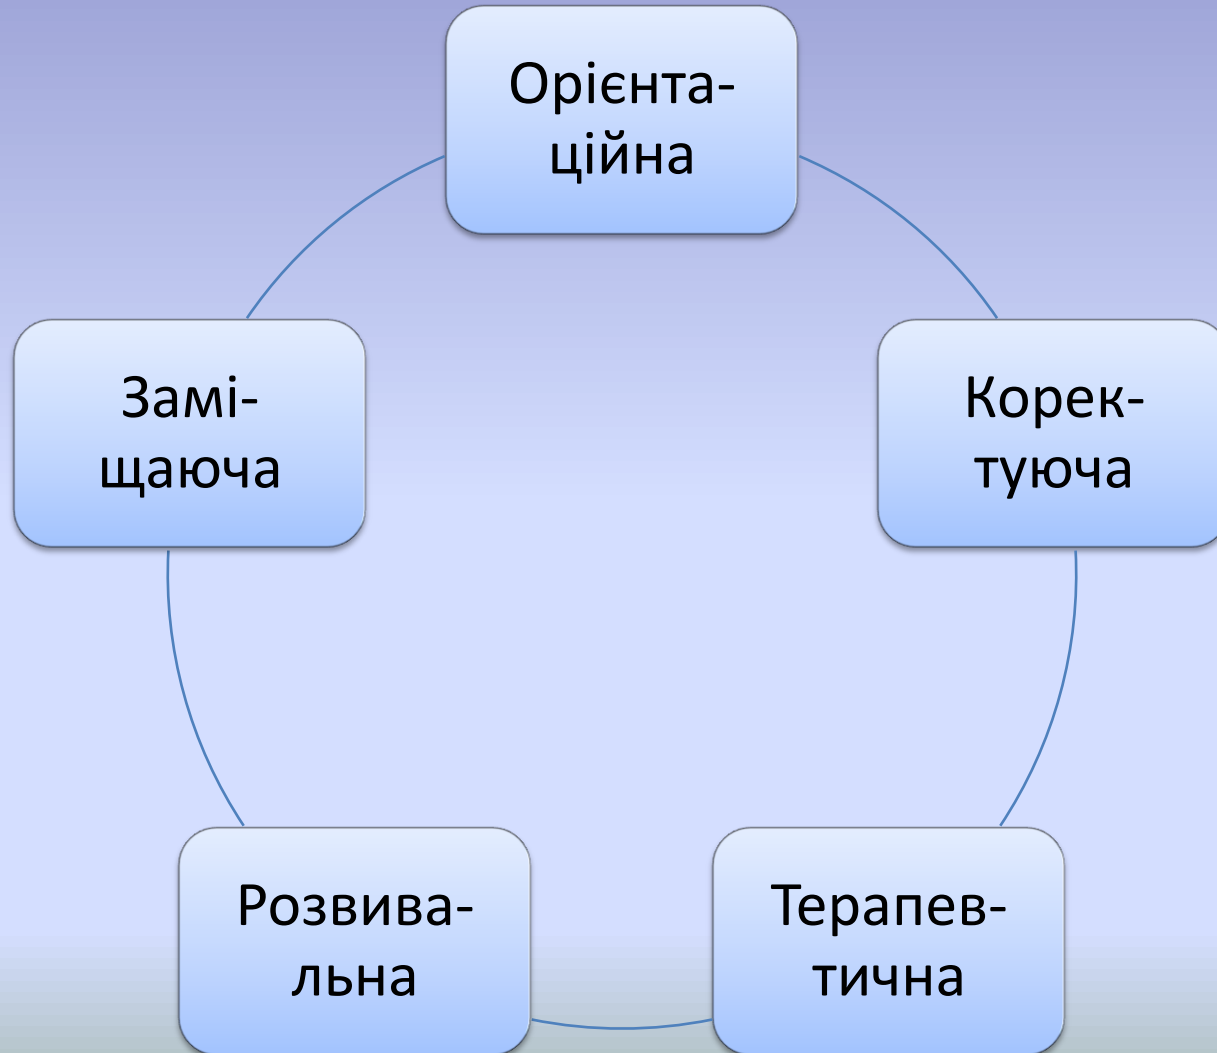 Орієнта-
ційна
Замі-
щаюча
Корек-
туюча
Розвива-
льна
Терапев-
тична